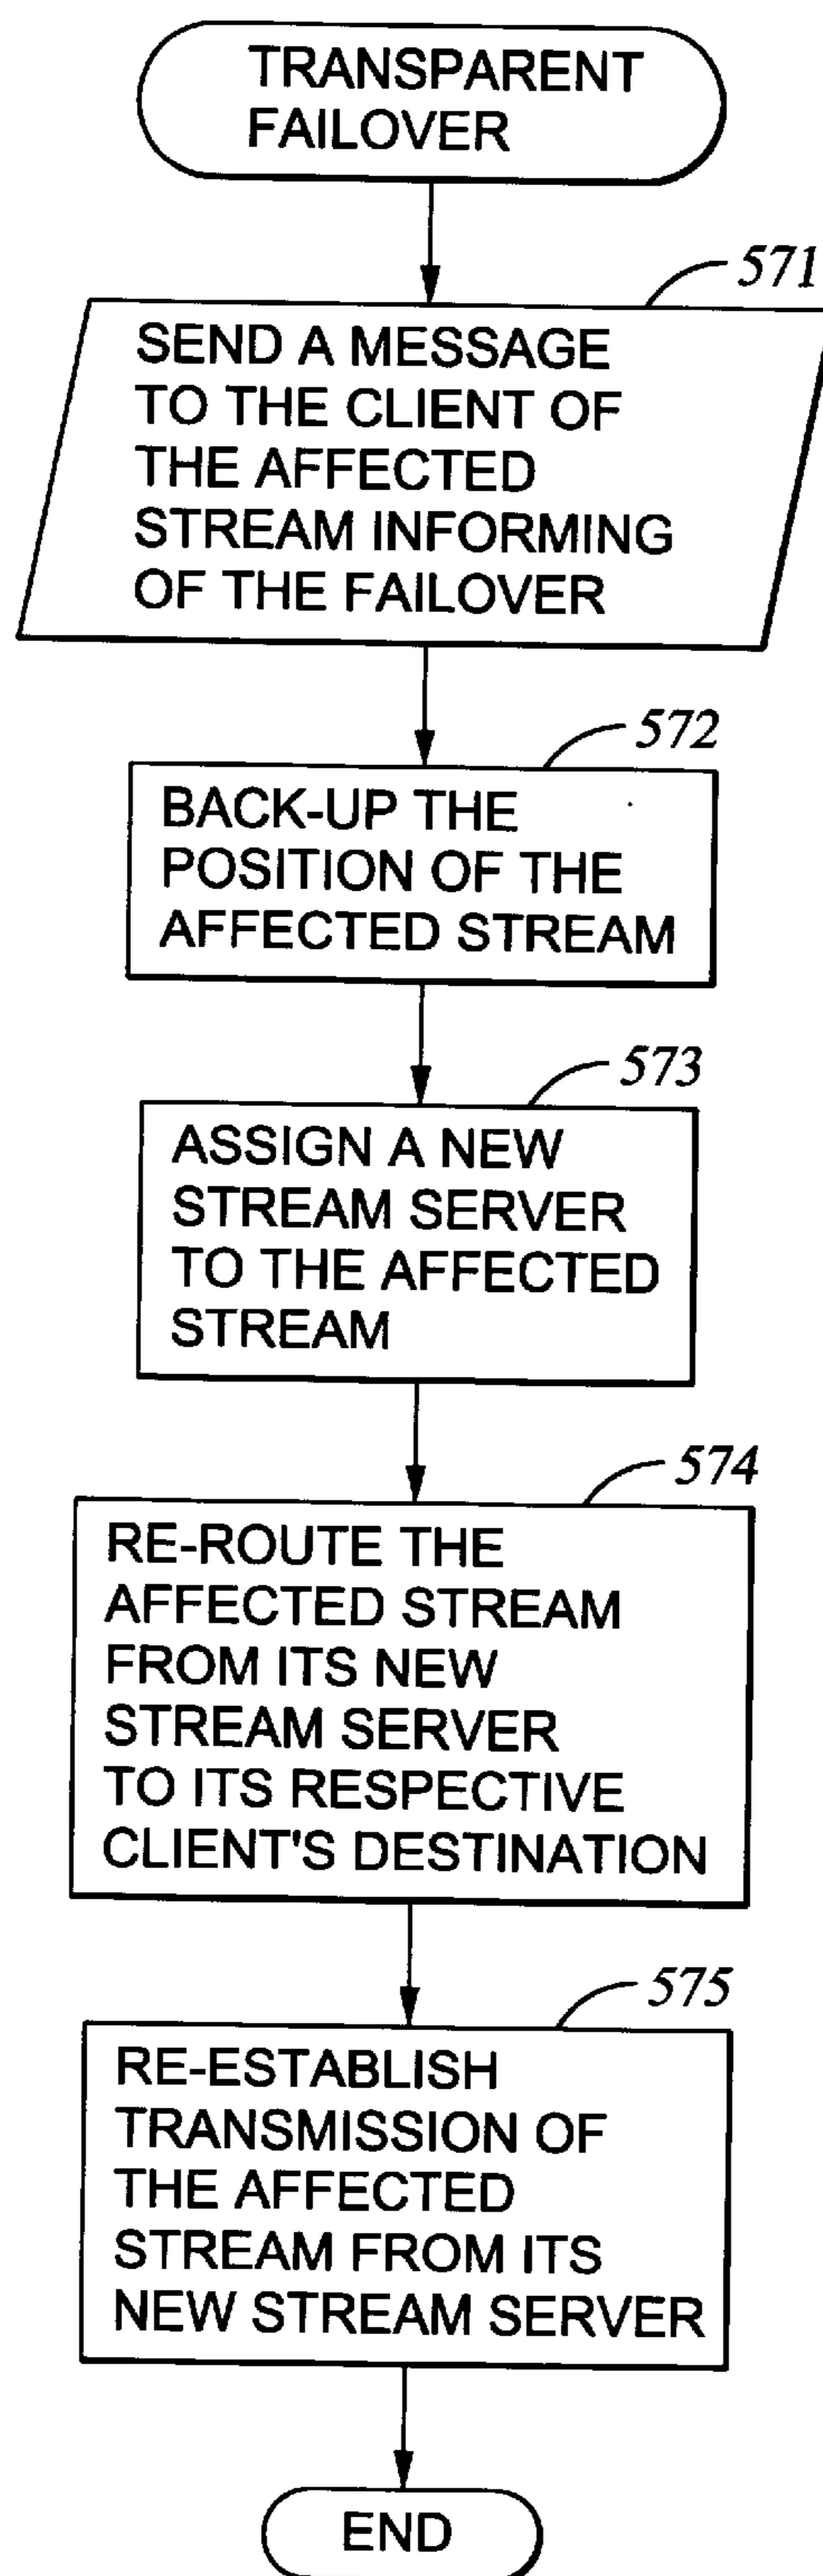 TRANSPARENT
FAILOVER
571
SEND A MESSAGE
TO THE CLIENT OF
THE AFFECTED
STREAM INFORMING
OF THE FAILOVER
572
BACK-UP THE
POSITION OF THE
AFFECTED STREAM
573
ASSIGN A NEW
STREAM SERVER
TO THE AFFECTED
STREAM
574
RE-ROUTE THE
AFFECTED STREAM
FROM ITS NEW
STREAM SERVER
TO ITS RESPECTIVE
CLIENT'S DESTINATION
575
RE-ESTABLISH
TRANSMISSION OF
THE AFFECTED
STREAM FROM ITS
NEW STREAM SERVER
END